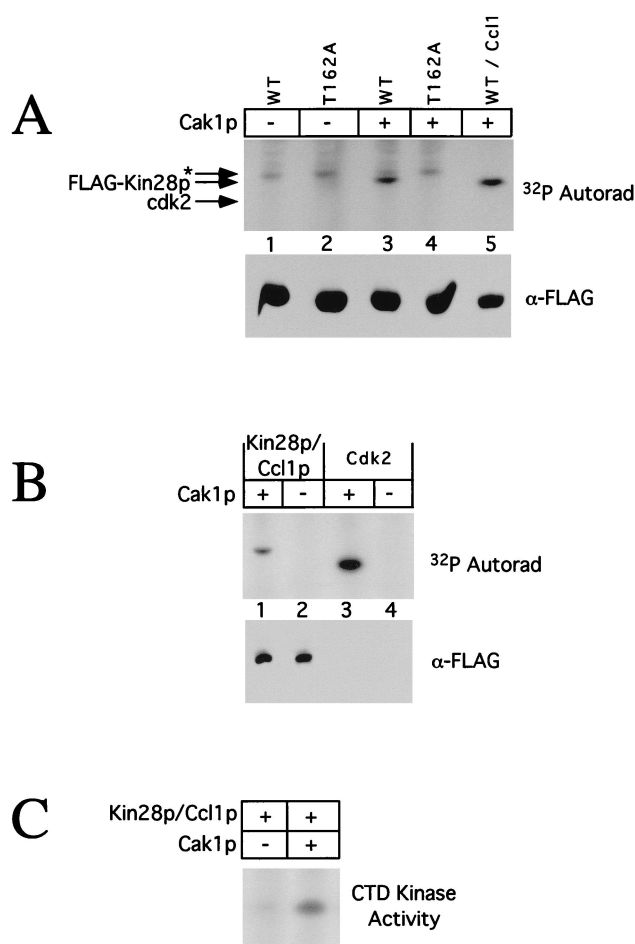 A
WT
T162A
WT
T162A
WT / Ccl1
Cak1p - - + + +
*
FLAG-Kin28p
cdk2
32P Autorad
1 2 3 4 5
α-FLAG
B
Kin28p/
Ccl1p
Cdk2
Cak1p + - + -
32P Autorad
1 2 3 4
α-FLAG
C
Kin28p/Ccl1p + +
Cak1p - +
CTD Kinase
Activity